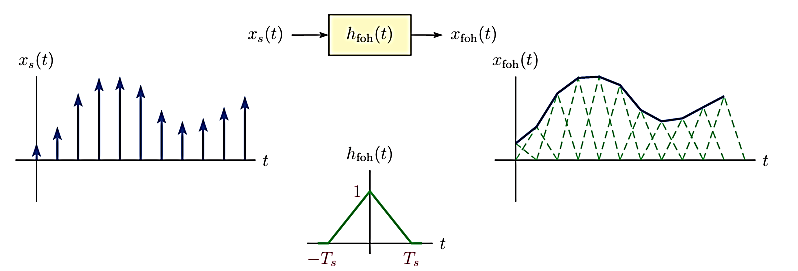 x_s(t) h_foh(t) x_foh(t)
x_s(t)
t
h_foh(t)
1
−T_s T_s t
x_foh(t)
t